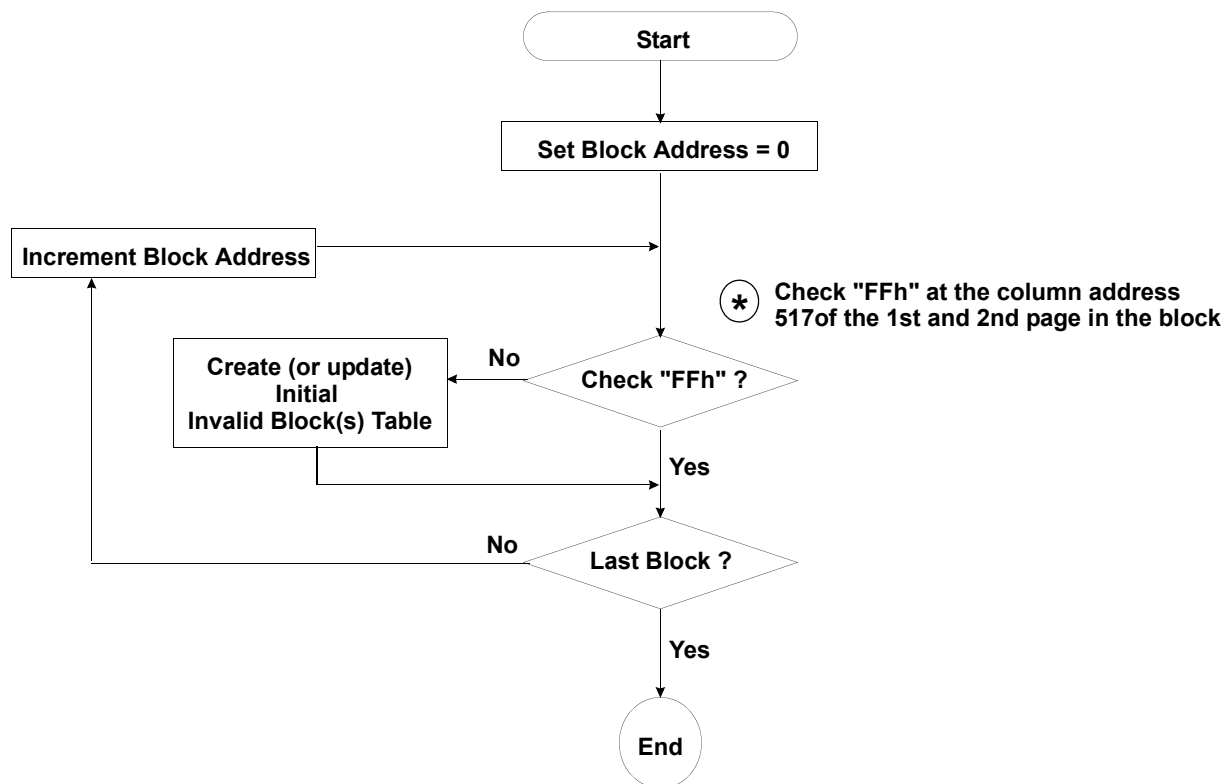 Start
Set Block Address = 0
Increment Block Address
* Check "FFh" at the column address
517of the 1st and 2nd page in the block
No
Create (or update)
Initial
Invalid Block(s) Table
Check "FFh" ?
Yes
No
Last Block ?
Yes
End